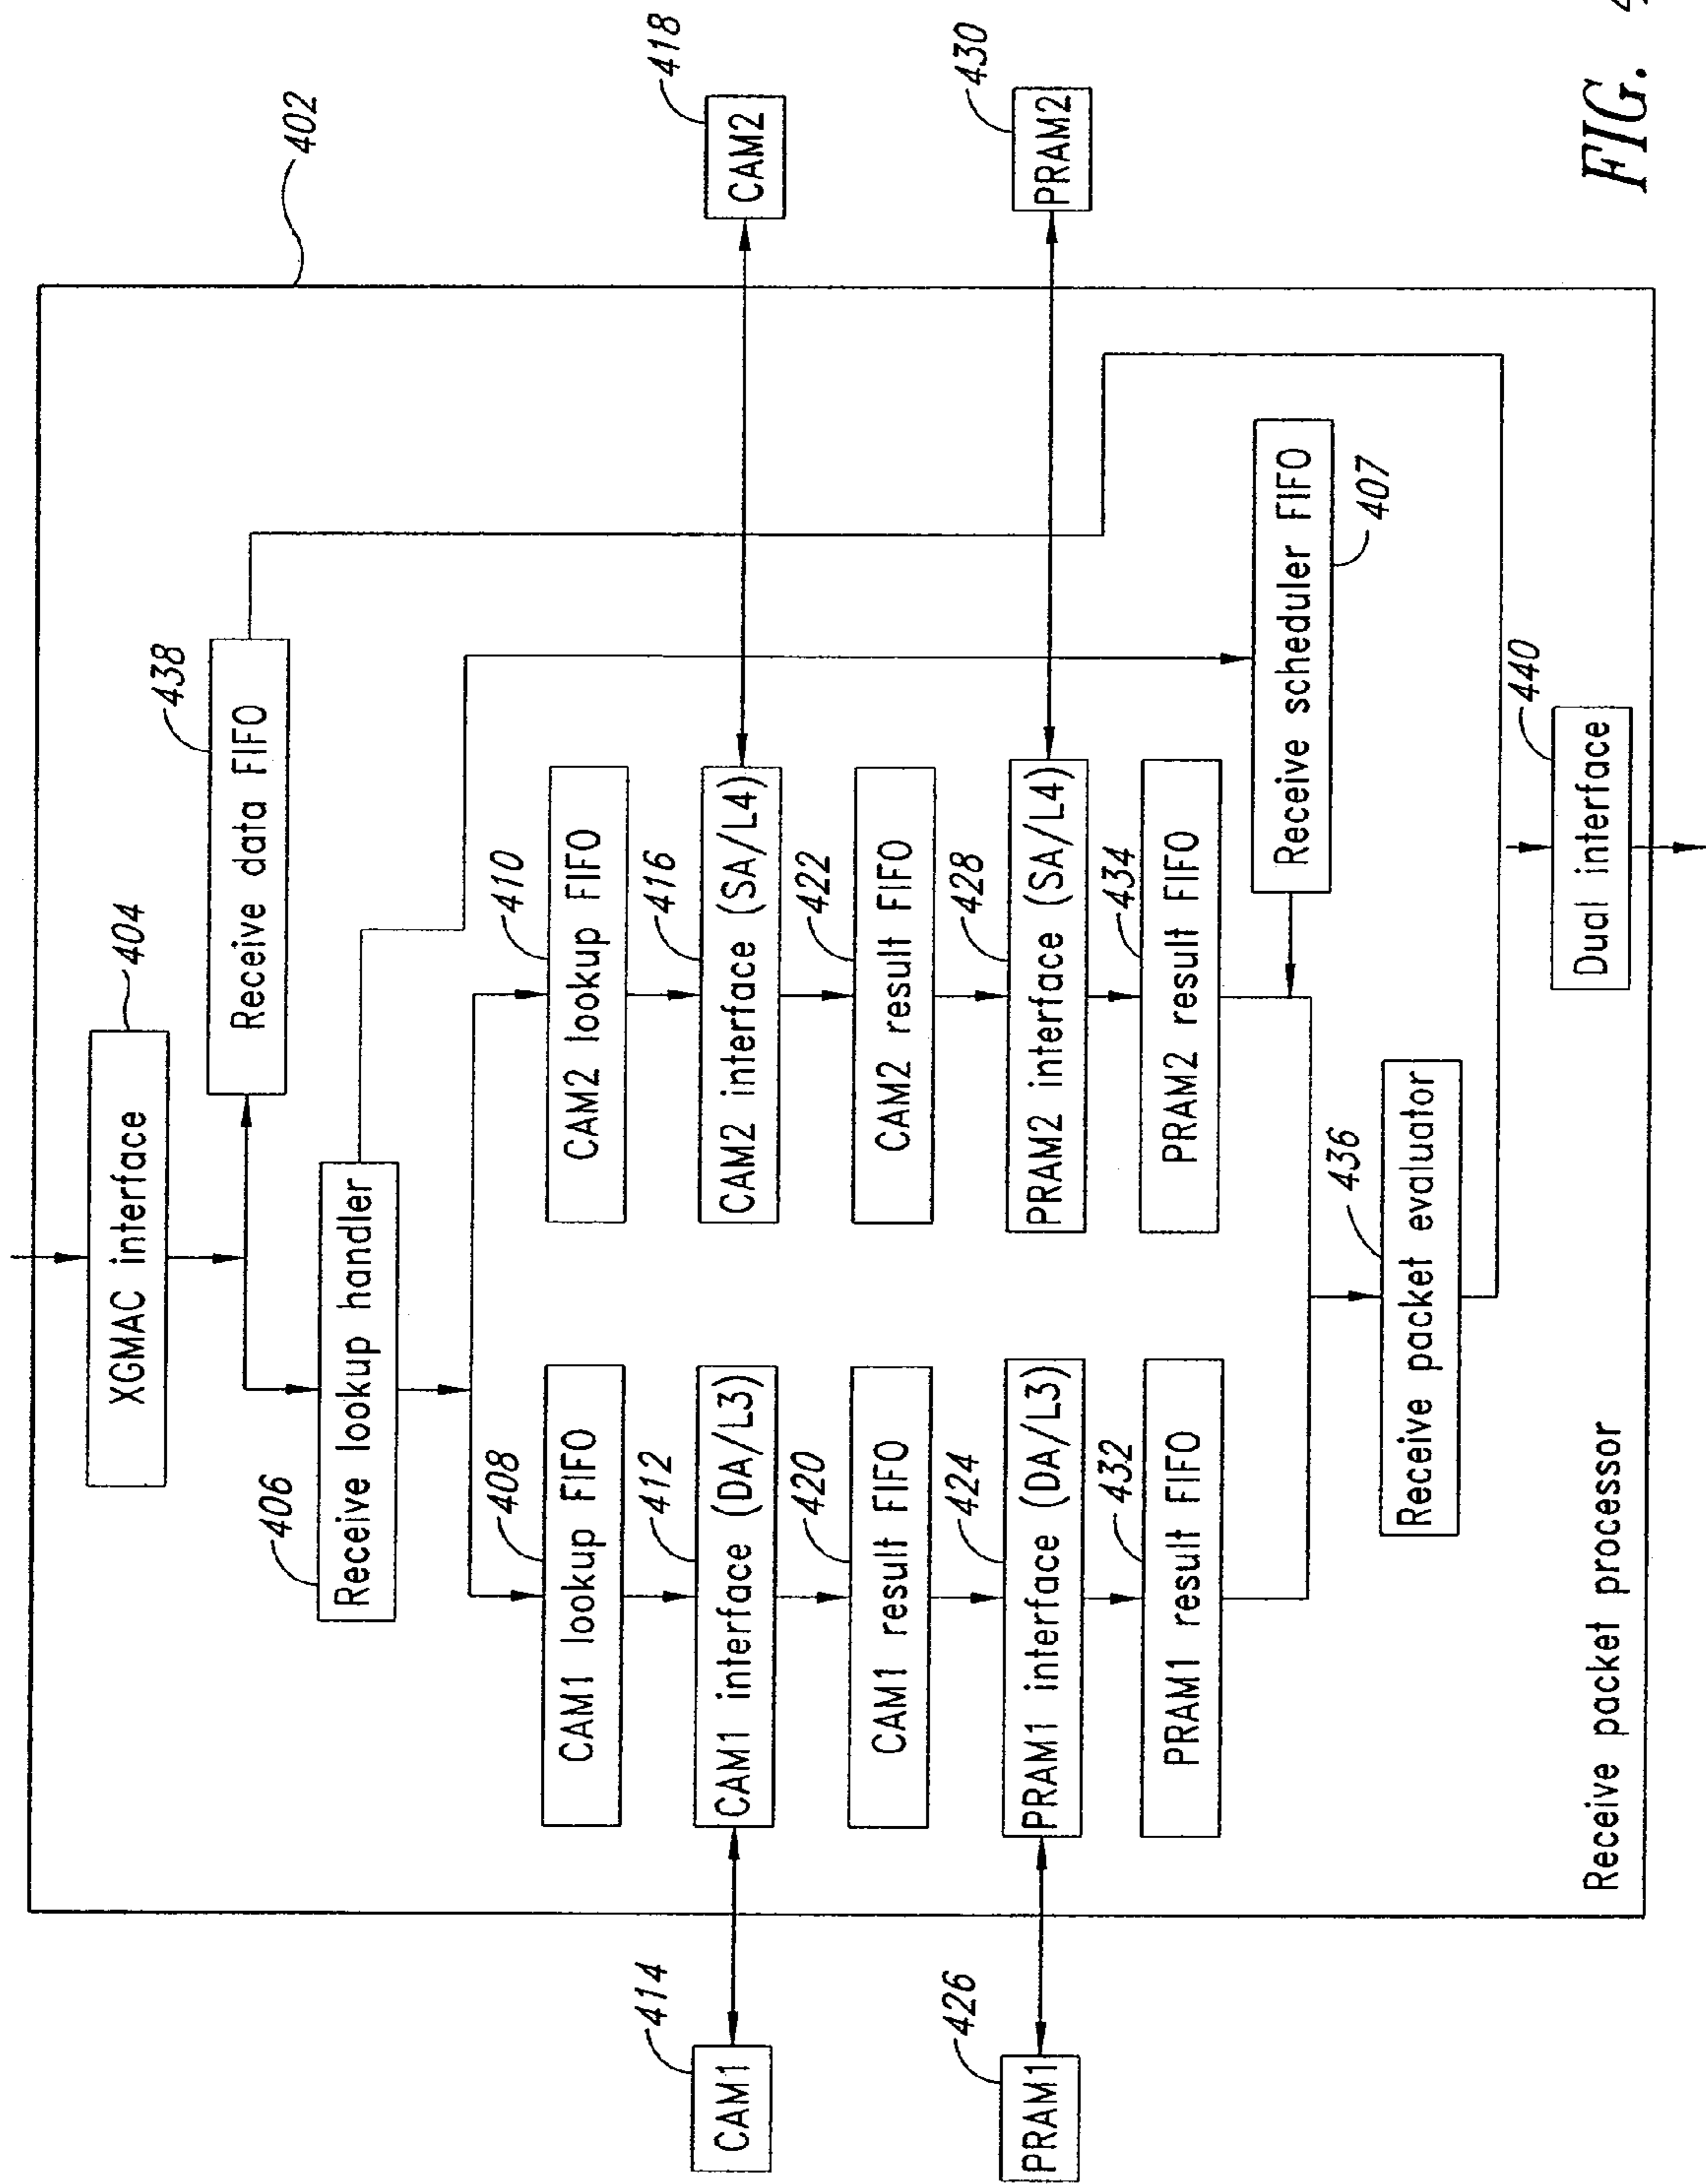 402
XGMAC interface
404
Receive data FIFO
438
Receive lookup handler
406
CAM1 lookup FIFO
408
CAM2 lookup FIFO
410
CAM1
414
CAM1 interface (DA/L3)
412
CAM2 interface (SA/L4)
416
CAM2
418
CAM1 result FIFO
420
CAM2 result FIFO
422
PRAM1
426
PRAM1 interface (DA/L3)
424
PRAM2 interface (SA/L4)
428
PRAM2
430
PRAM1 result FIFO
432
PRAM2 result FIFO
434
Receive scheduler FIFO
407
Receive packet evaluator
436
Dual interface
440
Receive packet processor
FIG.